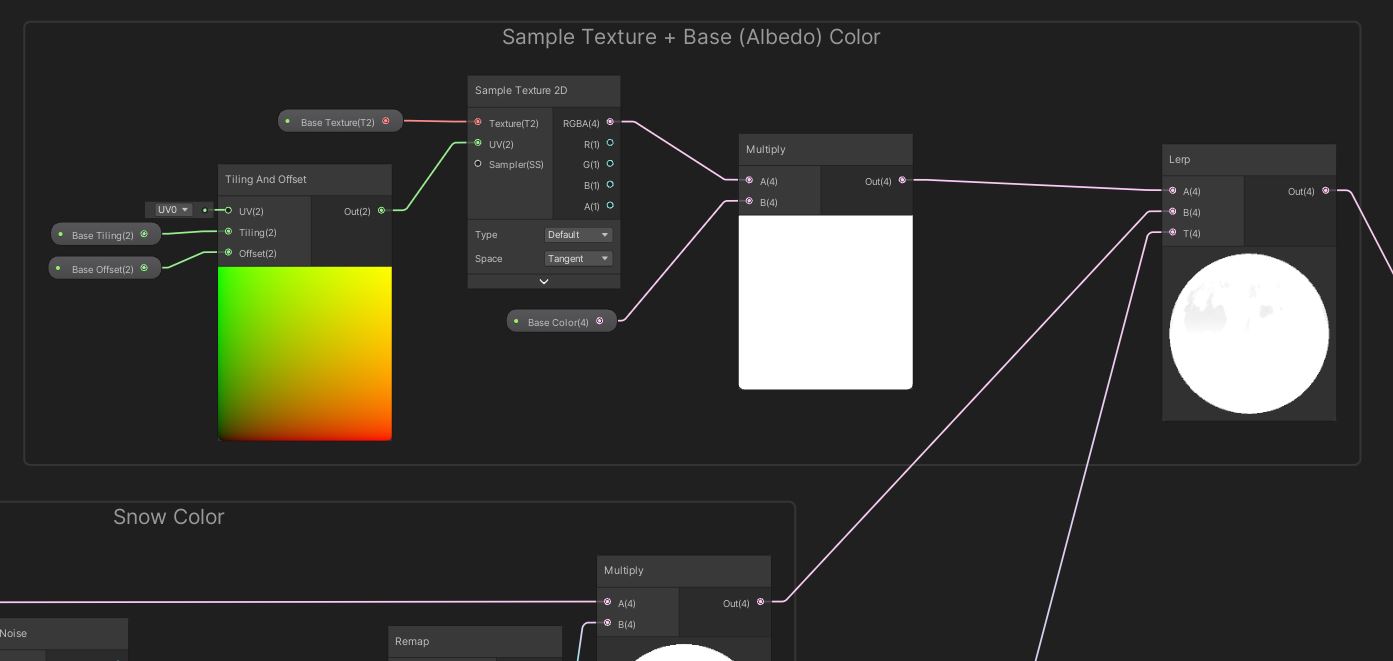 Sample Texture + Base (Albedo) Color
Sample Texture 2D
Base Texture(T2)
Texture(T2)
RGBA(4)
UV(2)
R(1)
Sampler(SS)
G(1)
B(1)
A(1)
Type
Default
Space
Tangent
Tiling And Offset
UV0
UV(2)
Out(2)
Base Tiling(2)
Tiling(2)
Base Offset(2)
Offset(2)
Base Color(4)
Multiply
A(4)
Out(4)
B(4)
Lerp
A(4)
Out(4)
B(4)
T(4)
Snow Color
Multiply
A(4)
Out(4)
B(4)
Noise
Remap